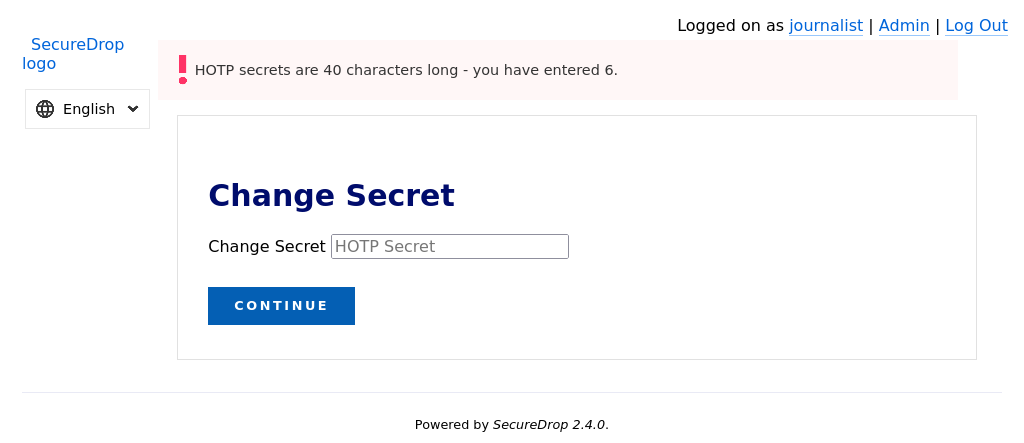 Logged on as journalist | Admin | Log Out
SecureDrop
logo
English
HOTP secrets are 40 characters long - you have entered 6.
Change Secret
Change Secret HOTP Secret
CONTINUE
Powered by SecureDrop 2.4.0.